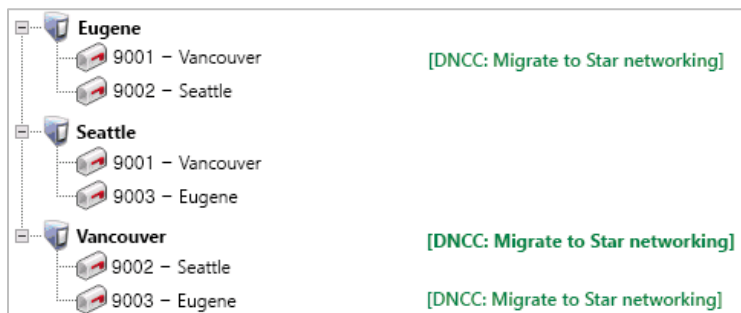 Eugene
9001 – Vancouver [DNCC: Migrate to Star networking]
9002 – Seattle
Seattle
9001 – Vancouver
9003 – Eugene
Vancouver [DNCC: Migrate to Star networking]
9002 – Seattle
9003 – Eugene [DNCC: Migrate to Star networking]